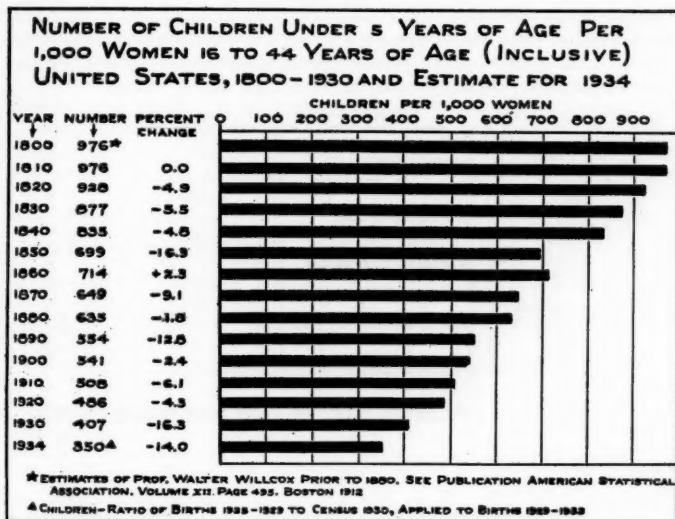 NUMBER OF CHILDREN UNDER 5 YEARS OF AGE PER
1,000 WOMEN 16 TO 44 YEARS OF AGE (INCLUSIVE)
UNITED STATES, 1800-1930 AND ESTIMATE FOR 1934
CHILDREN PER 1,000 WOMEN
YEAR NUMBER PERCENT CHANGE 0 100 200 300 400 500 600 700 800 900
1800 976*
1810 976 0.0
1820 928 -4.9
1830 877 -5.5
1840 835 -4.8
1850 699 -16.3
1860 714 +2.3
1870 649 -9.1
1880 635 -1.8
1890 554 -12.8
1900 541 -2.4
1910 508 -6.1
1920 486 -4.3
1930 407 -16.3
1934 350▲ -14.0
*ESTIMATES OF PROF. WALTER WILLCOX PRIOR TO 1880. SEE PUBLICATION AMERICAN STATISTICAL
ASSOCIATION. VOLUME XII. PAGE 495. BOSTON 1912
▲CHILDREN-RATIO OF BIRTHS TO CENSUS 1930, APPLIED TO BIRTHS